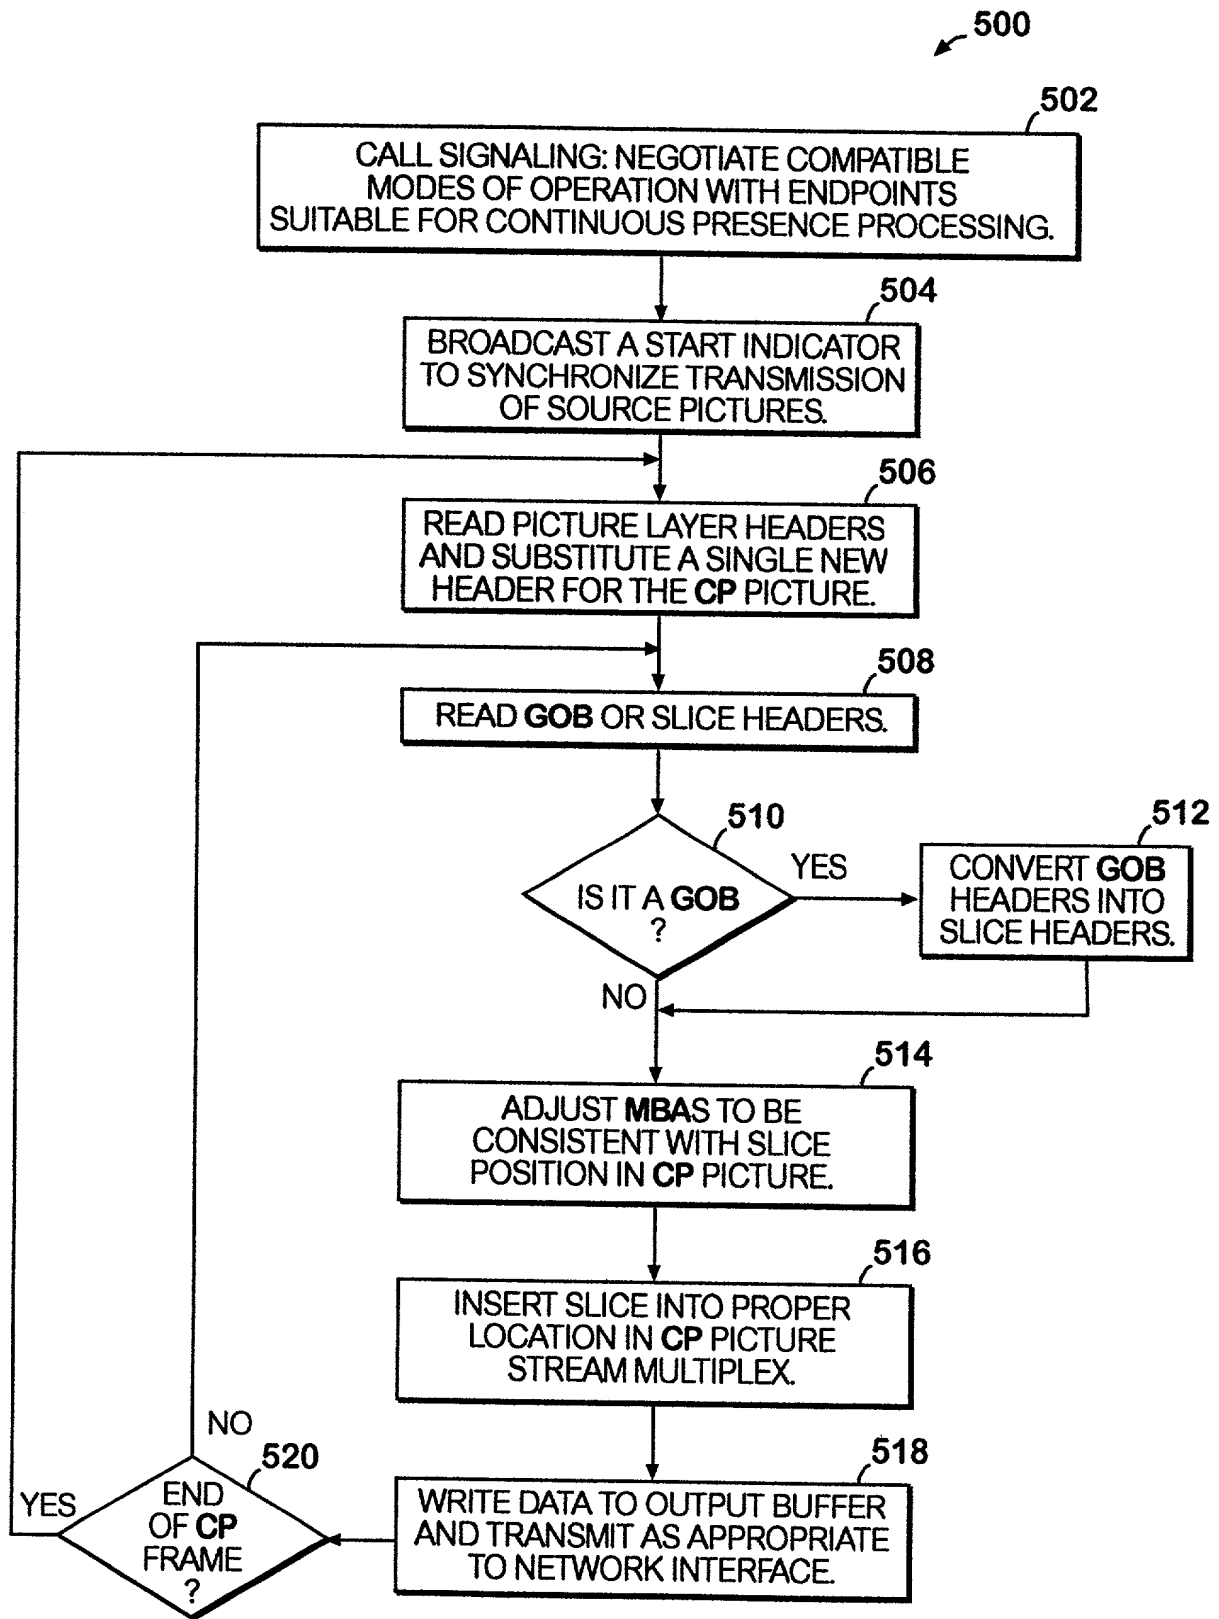 500
502
CALL SIGNALING: NEGOTIATE COMPATIBLE
MODES OF OPERATION WITH ENDPOINTS
SUITABLE FOR CONTINUOUS PRESENCE PROCESSING.
504
BROADCAST A START INDICATOR
TO SYNCHRONIZE TRANSMISSION
OF SOURCE PICTURES.
506
READ PICTURE LAYER HEADERS
AND SUBSTITUTE A SINGLE NEW
HEADER FOR THE CP PICTURE.
508
READ GOB OR SLICE HEADERS.
510
IS IT A GOB
?
YES
512
CONVERT GOB
HEADERS INTO
SLICE HEADERS.
NO
514
ADJUST MBAS TO BE
CONSISTENT WITH SLICE
POSITION IN CP PICTURE.
516
INSERT SLICE INTO PROPER
LOCATION IN CP PICTURE
STREAM MULTIPLEX.
518
WRITE DATA TO OUTPUT BUFFER
AND TRANSMIT AS APPROPRIATE
TO NETWORK INTERFACE.
520
END
OF CP
FRAME
?
NO
YES